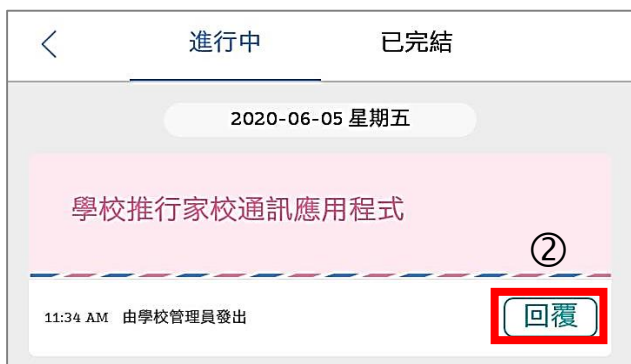 進行中 已完結
2020-06-05 星期五
學校推行家校通訊應用程式
②
11:34 AM 由學校管理員發出 回覆